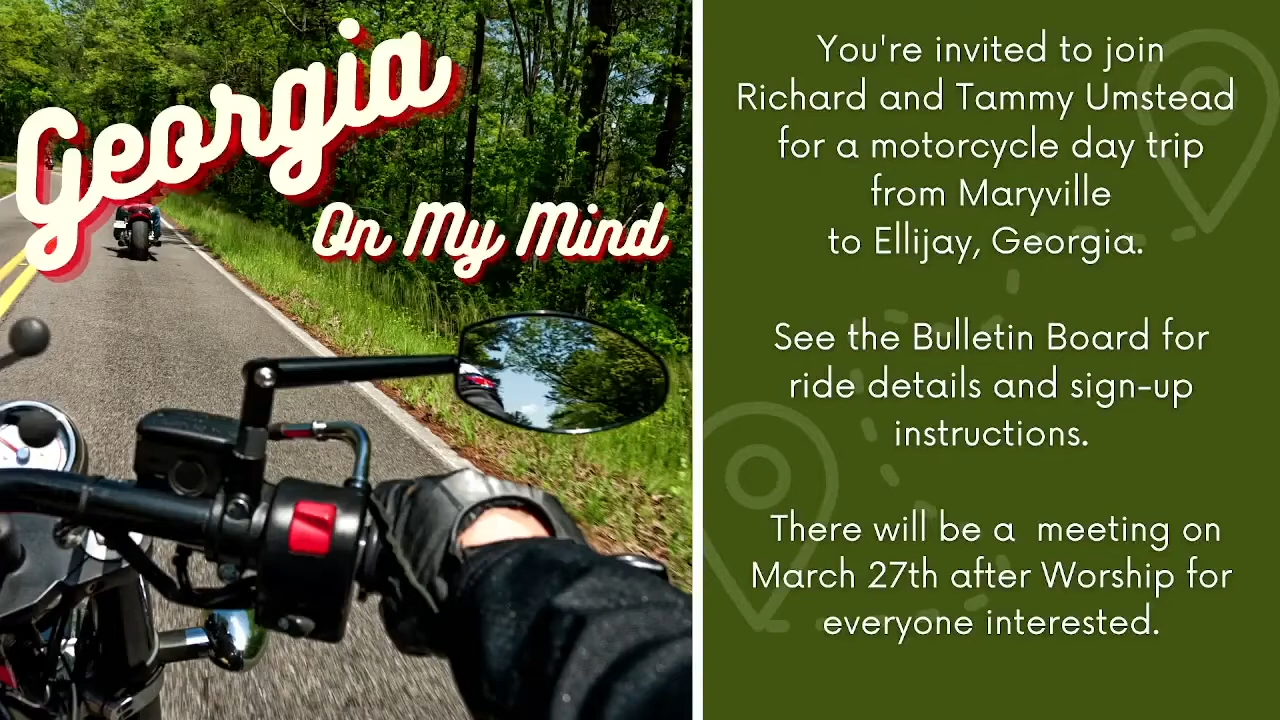 Georgia
On My Mind
You're invited to join
Richard and Tammy Umstead
for a motorcycle day trip
from Maryville
to Ellijay, Georgia.
See the Bulletin Board for
ride details and sign-up
instructions.
There will be a  meeting on
March 27th after Worship for
everyone interested.